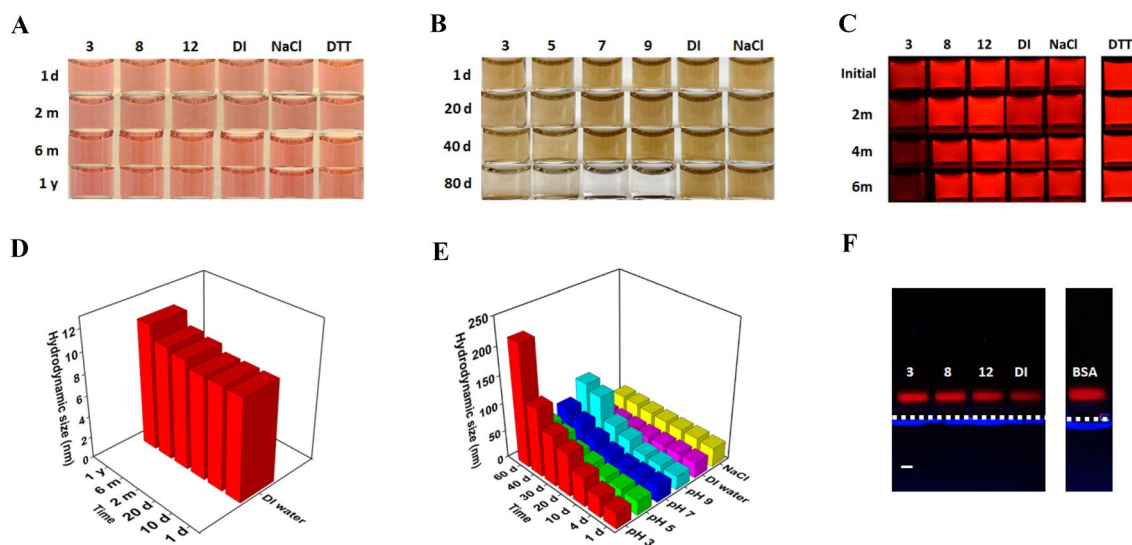 A
3 8 12 DI NaCl DTT
1 d
2 m
6 m
1 y
B
3 5 7 9 DI NaCl
1 d
20 d
40 d
80 d
C
3 8 12 DI NaCl DTT
Initial
2m
4m
6m
D
Hydrodynamic size (nm)
12
10
8
6
4
2
0
1 y
6 m
2 m
20 d
10 d
1 d
Time
DI water
E
Hydrodynamic size (nm)
250
200
150
100
50
0
60 d
40 d
30 d
20 d
10 d
4 d
1 d
Time
NaCl
DI water
pH 9
pH 7
pH 5
pH 3
F
3 8 12 DI BSA